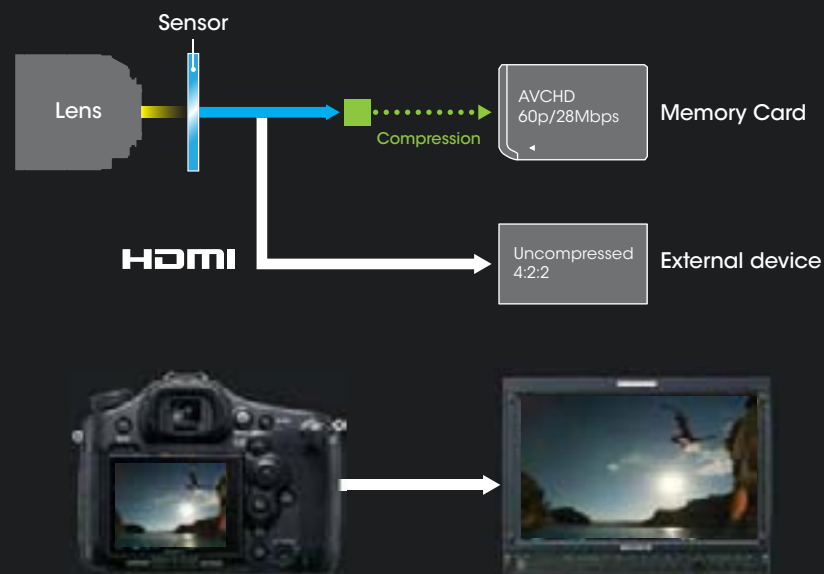 Sensor
Lens
AVCHD
60p/28Mbps
Memory Card
Compression
HDMI
Uncompressed
4:2:2
External device